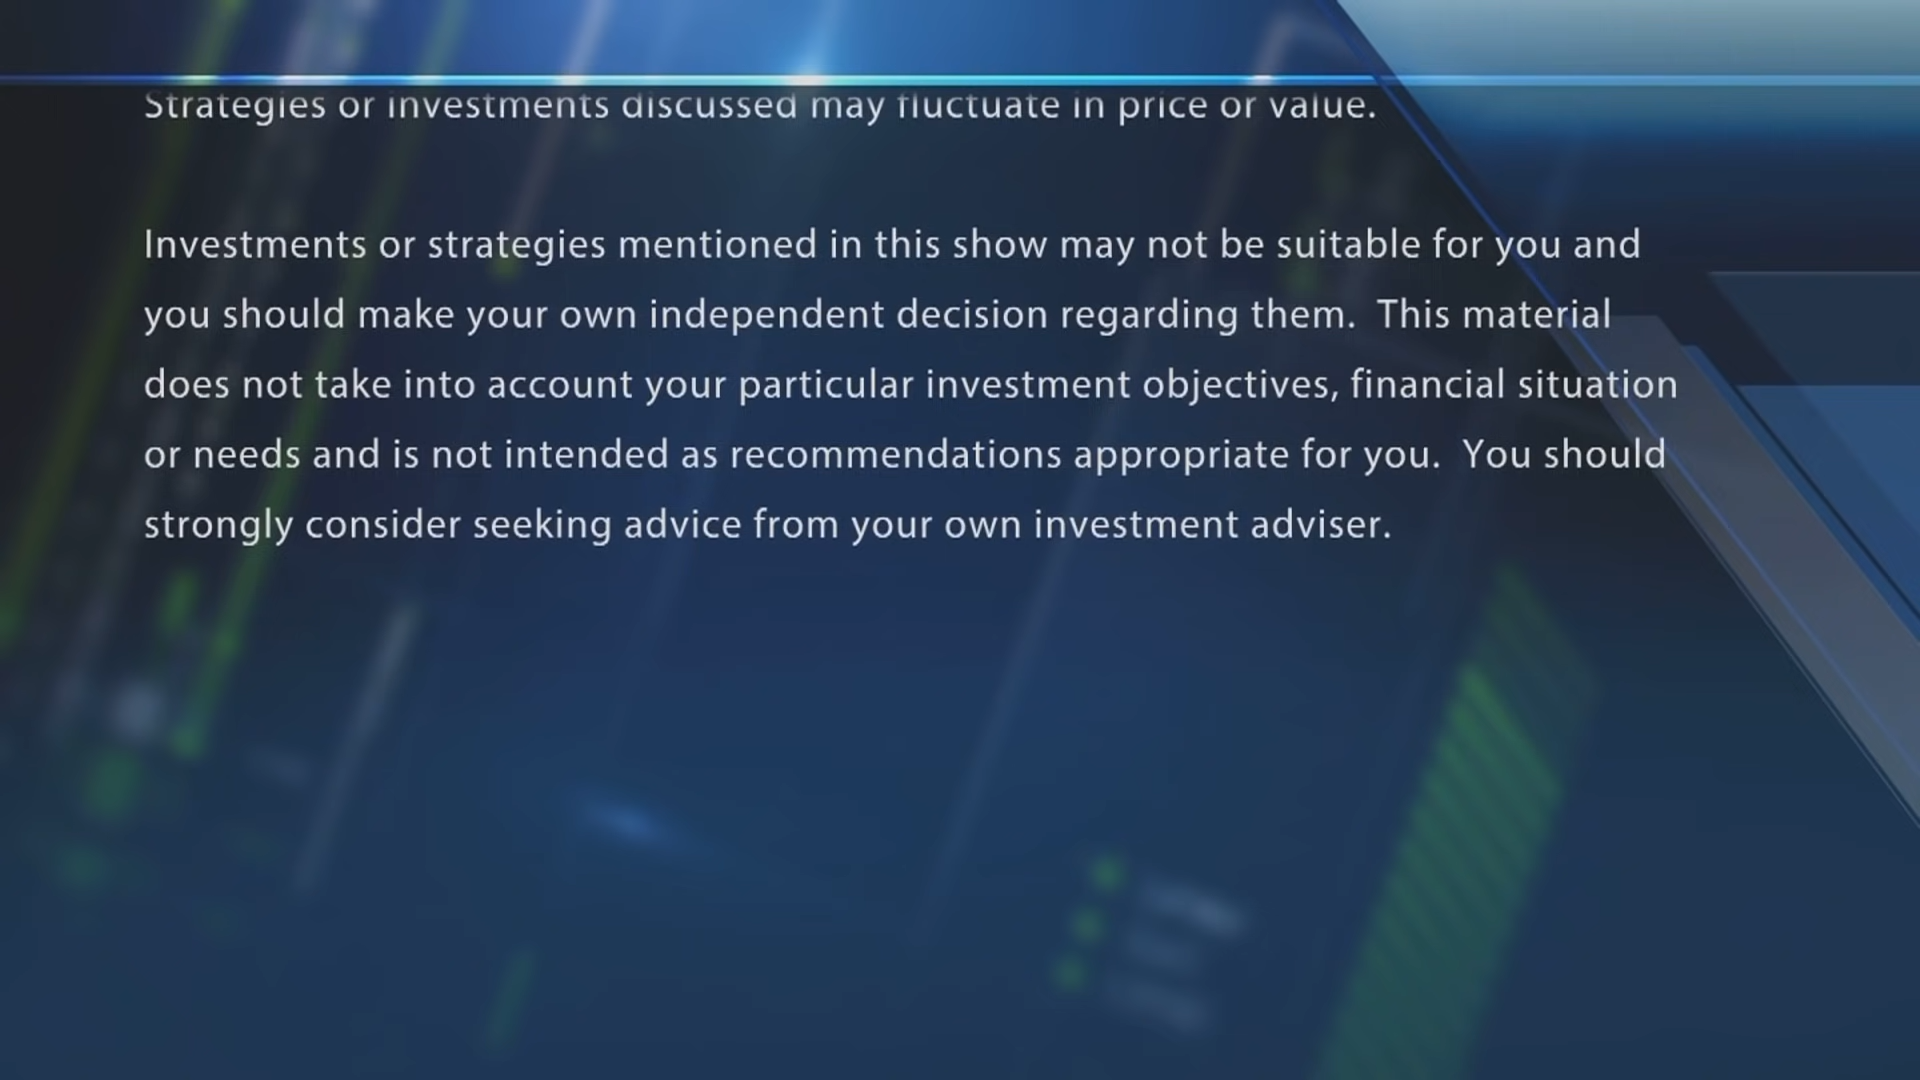 Strategies or investments discussed may fluctuate in price or value.
Investments or strategies mentioned in this show may not be suitable for you and
you should make your own independent decision regarding them.  This material
does not take into account your particular investment objectives, financial situation
or needs and is not intended as recommendations appropriate for you.  You should
strongly consider seeking advice from your own investment adviser.